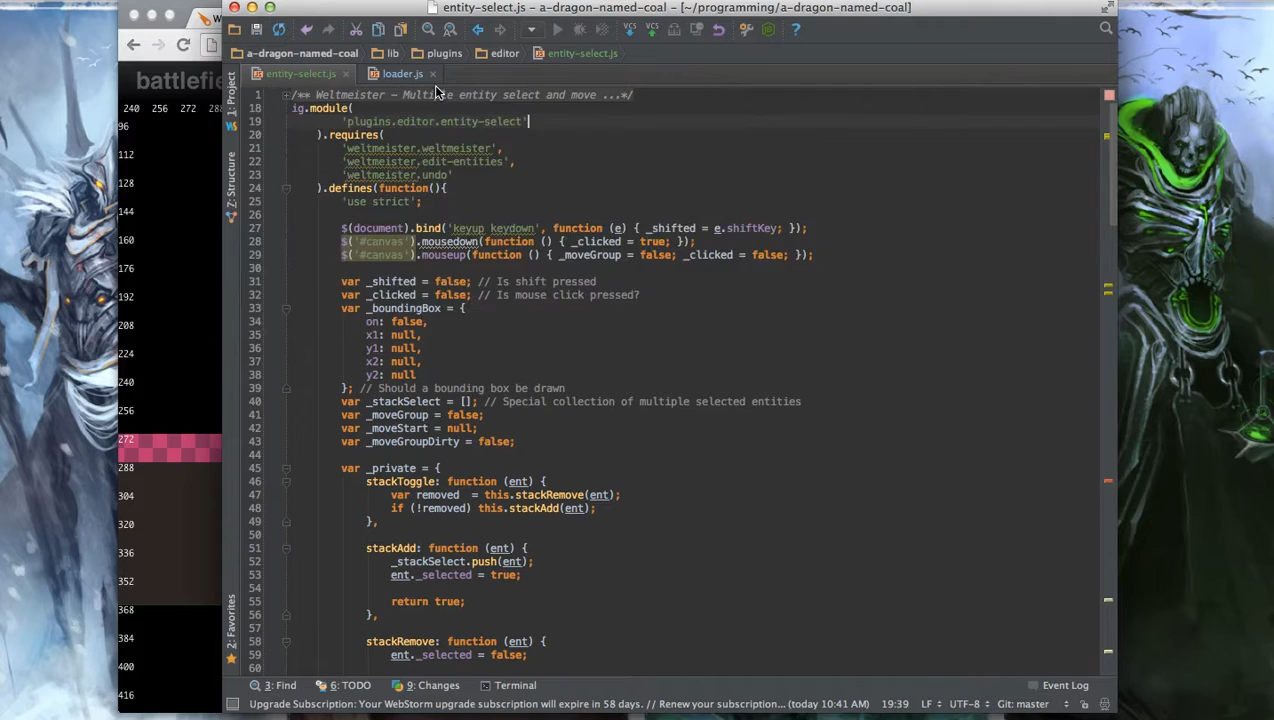 entity-select.js - a-dragon-named-coal - [~/programming/a-dragon-named-coal]
a-dragon-named-coal lib plugins editor entity-select.js
entity-select.js loader.js
battlefie
240 256 272
96
112
128
144
160
176
192
208
224
240
256
272
288
304
320
336
352
368
384
400
416
1: Project
7: Structure
2: Favorites
1 /** Weltmeister - Multiple entity select and move ...*/
18 ig.module(
19 'plugins.editor.entity-select'
20 ).requires(
21 'weltmeister.weltmeister',
22 'weltmeister.edit-entities',
23 'weltmeister.undo'
24 ).defines(function(){
25 'use strict';
26
27 $(document).bind('keyup keydown', function (e) { _shifted = e.shiftKey; });
28 $('#canvas').mousedown(function () { _clicked = true; });
29 $('#canvas').mouseup(function () { _moveGroup = false; _clicked = false; });
30
31 var _shifted = false; // Is shift pressed
32 var _clicked = false; // Is mouse click pressed?
33 var _boundingBox = {
34 on: false,
35 x1: null,
36 y1: null,
37 x2: null,
38 y2: null
39 }; // Should a bounding box be drawn
40 var _stackSelect = []; // Special collection of multiple selected entities
41 var _moveGroup = false;
42 var _moveStart = null;
43 var _moveGroupDirty = false;
44
45 var _private = {
46 stackToggle: function (ent) {
47 var removed = this.stackRemove(ent);
48 if (!removed) this.stackAdd(ent);
49 },
50
51 stackAdd: function (ent) {
52 _stackSelect.push(ent);
53 ent._selected = true;
54
55 return true;
56 },
57
58 stackRemove: function (ent) {
59 ent._selected = false;
60
3: Find 6: TODO 9: Changes Terminal Event Log
Upgrade Subscription: Your WebStorm upgrade subscription will expire in 58 days. // Renew your subscription... (today 10:41 AM) 19:39 LF UTF-8 Git: master